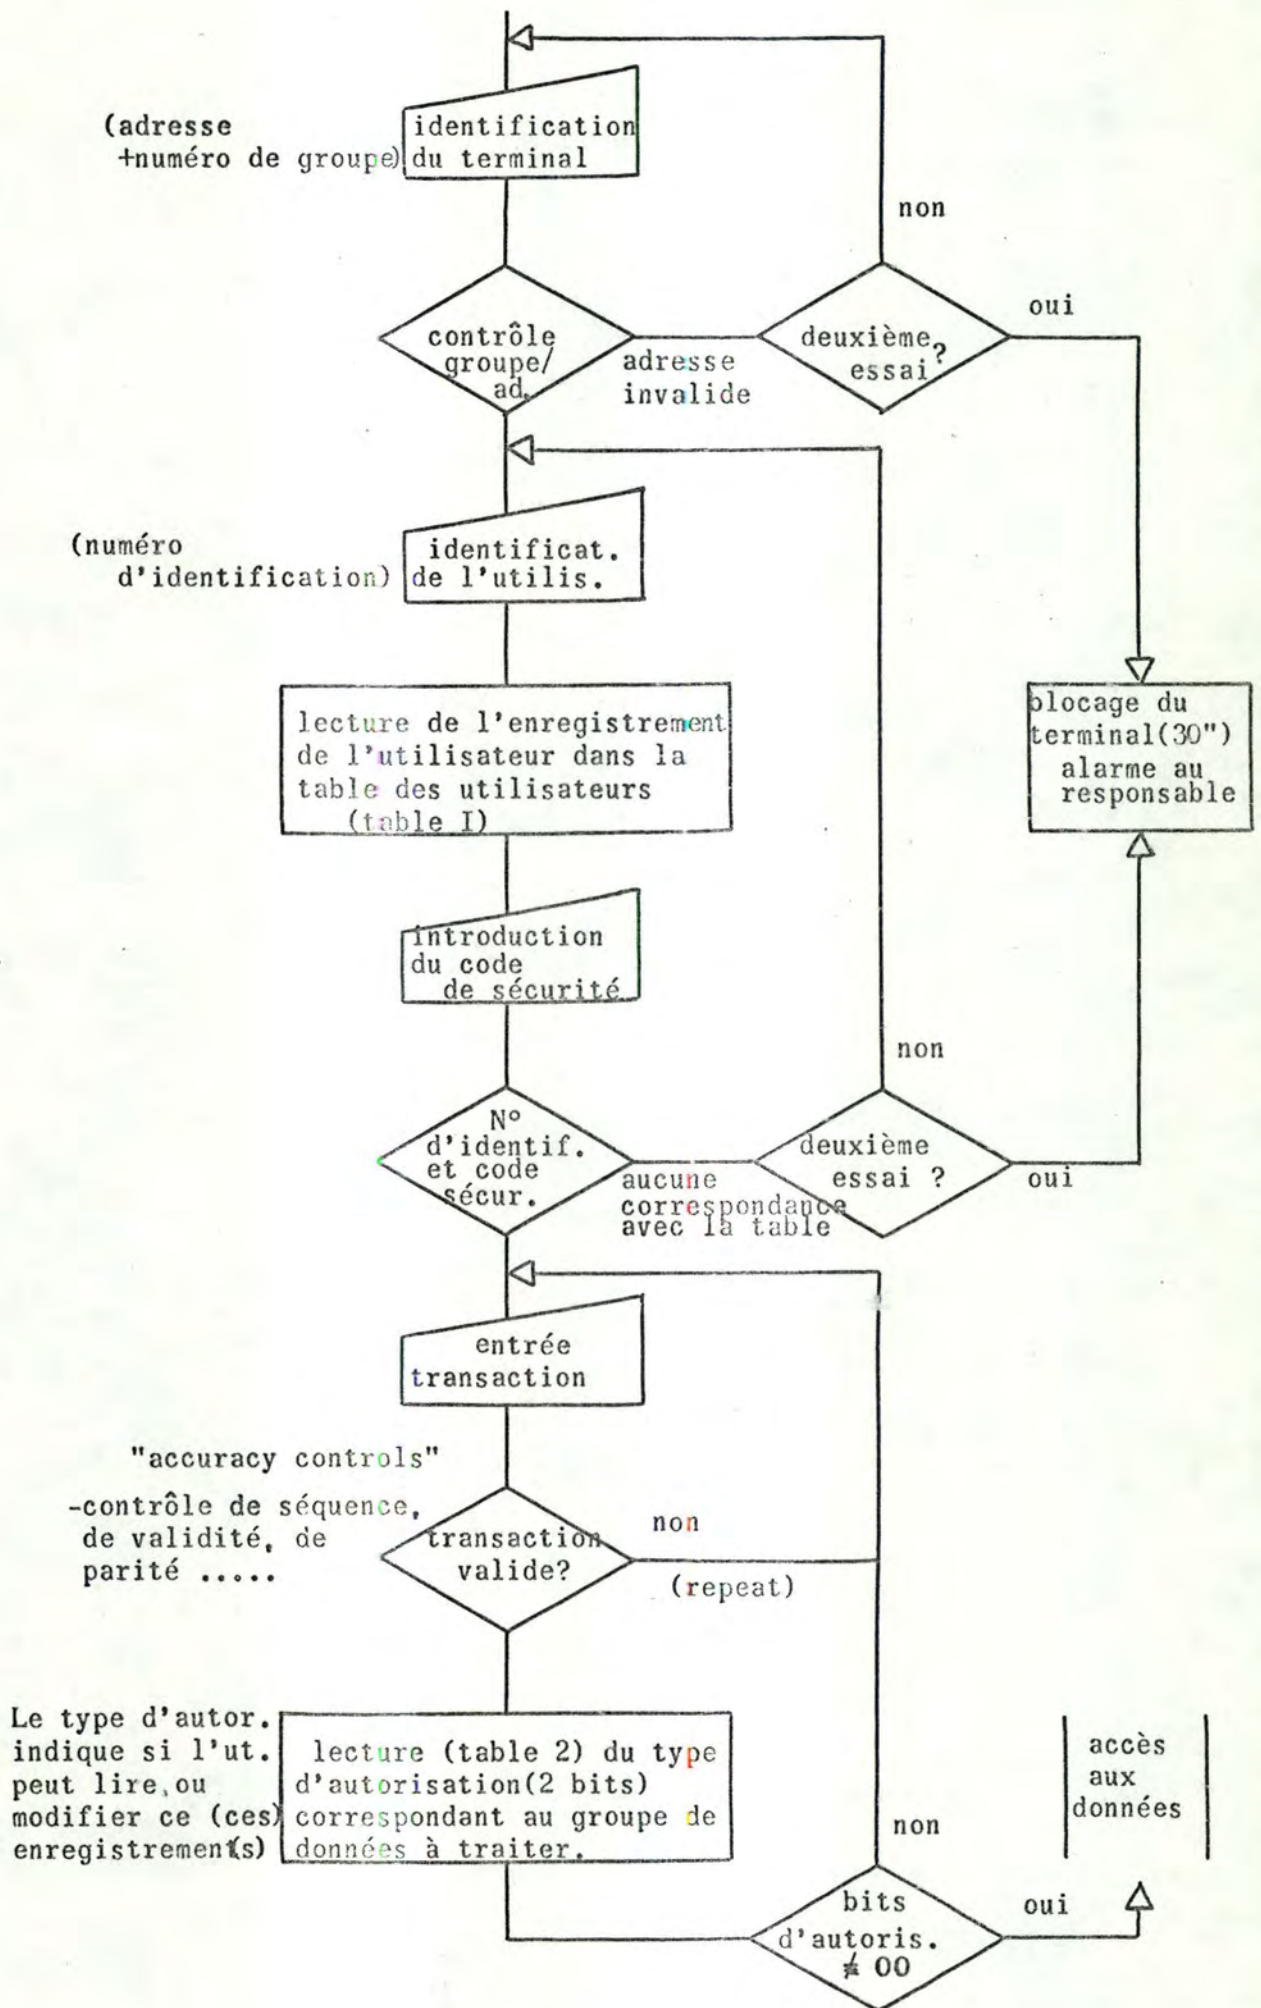 (adresse
+numéro de groupe)
identification
du terminal
non
contrôle
groupe/
ad.
adresse
invalide
deuxième
essai?
oui
(numéro
d'identification)
identificat.
de l'utilis.
lecture de l'enregistrement
de l'utilisateur dans la
table des utilisateurs
(table I)
blocage du
terminal(30")
alarme au
responsable
introduction
du code
de sécurité
non
N°
d'identif.
et code
sécur.
aucune
correspondance
avec la table
deuxième
essai ?
oui
entrée
transaction
"accuracy controls"
-contrôle de séquence,
de validité, de
parité .....
transaction
valide?
non
(repeat)
Le type d'autor.
indique si l'ut.
peut lire,ou
modifier ce (ces)
enregistrement(s)
lecture (table 2) du type
d'autorisation(2 bits)
correspondant au groupe de
données à traiter.
accès
aux
données
non
bits
d'autoris.
≠ 00
oui